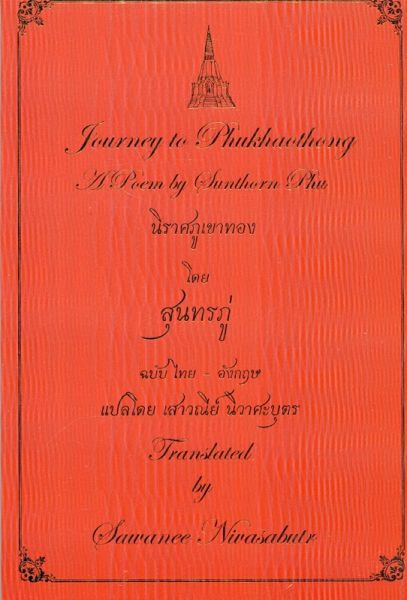 Journey to Phukhaothong
A Poem by Sunthorn Phu
นิราศภูเขาทอง
โดย
สุนทรภู่
ฉบับ ไทย - อังกฤษ
แปลโดย เสาวณีย์ นิวาศะบุตร
Translated
by
Sawanee Nivasabutr